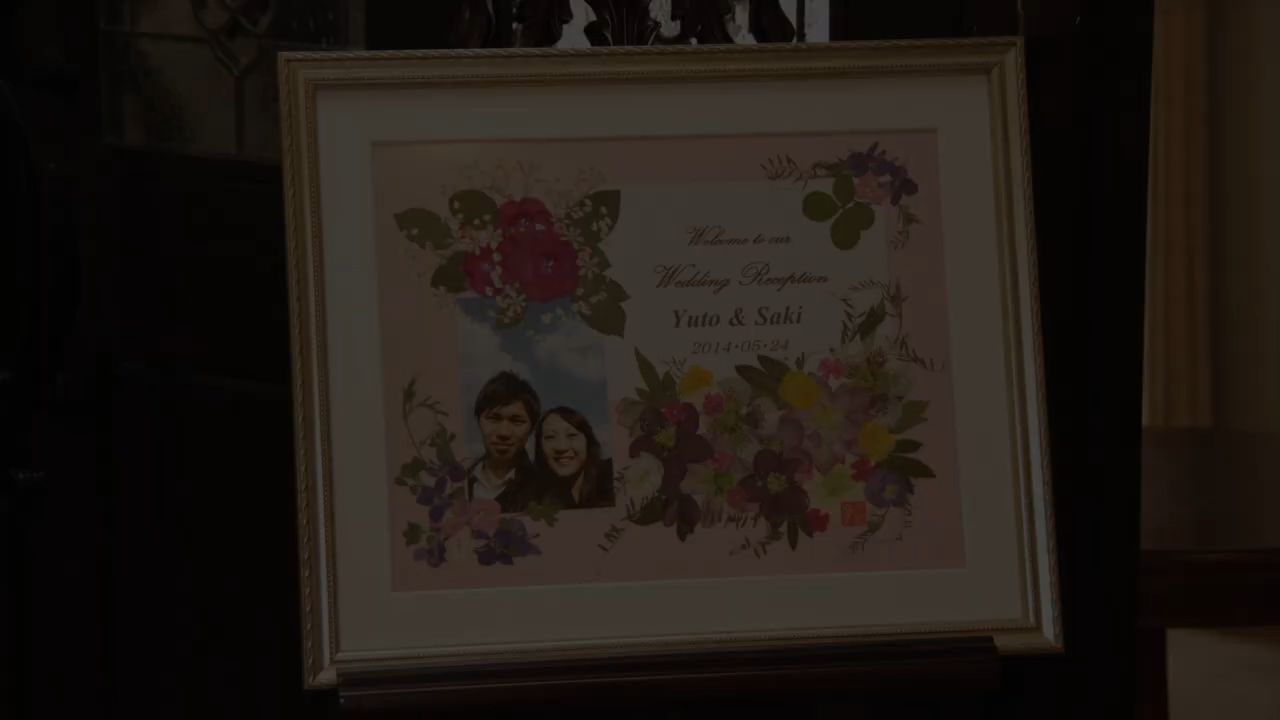 Welcome to our
Wedding Reception
Yuto & Saki
2014・05・24